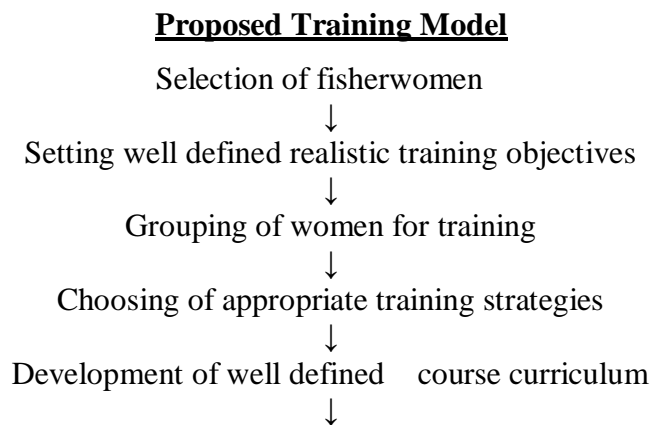 Proposed Training Model
Selection of fisherwomen
↓
Setting well defined realistic training objectives
↓
Grouping of women for training
↓
Choosing of appropriate training strategies
↓
Development of well defined course curriculum
↓